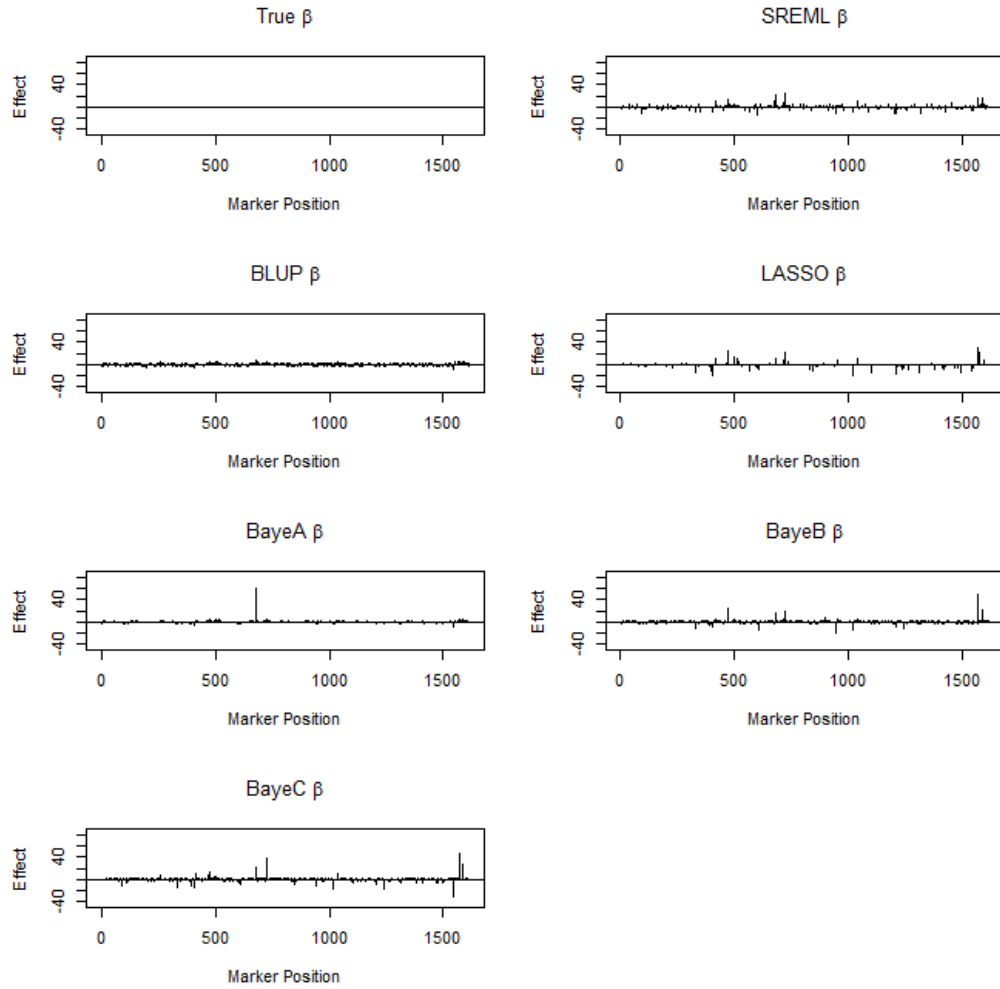 True β
SREML β
Effect
-40 40
0 500 1000 1500
Marker Position
Effect
-40 40
0 500 1000 1500
Marker Position
BLUP β
LASSO β
Effect
-40 40
0 500 1000 1500
Marker Position
Effect
-40 40
0 500 1000 1500
Marker Position
BayeA β
BayeB β
Effect
-40 40
0 500 1000 1500
Marker Position
Effect
-40 40
0 500 1000 1500
Marker Position
BayeC β
Effect
-40 40
0 500 1000 1500
Marker Position